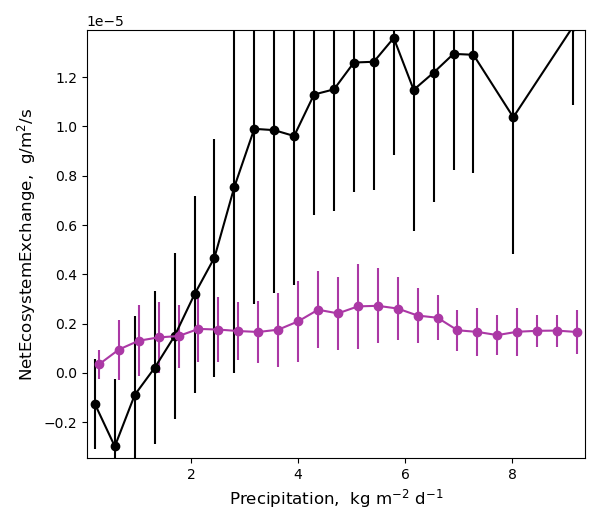 1e−5
1.2
1.0
0.8
0.6
0.4
0.2
0.0
−0.2
NetEcosystemExchange, g/m²/s
2 4 6 8
Precipitation, kg m⁻² d⁻¹